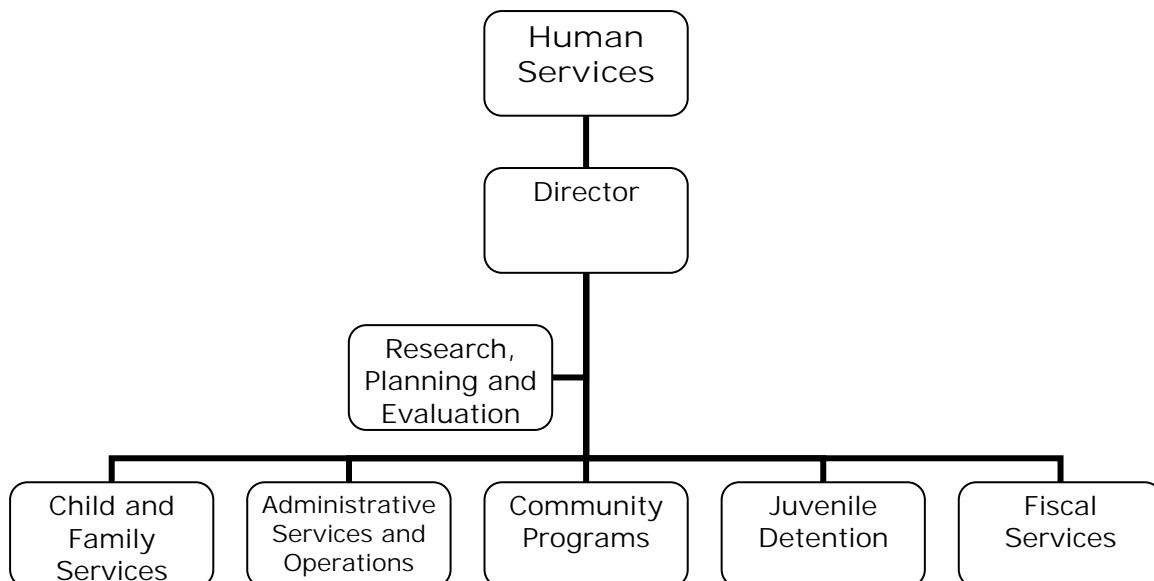 Human
Services
Director
Research,
Planning and
Evaluation
Child and
Family
Services
Administrative
Services and
Operations
Community
Programs
Juvenile
Detention
Fiscal
Services